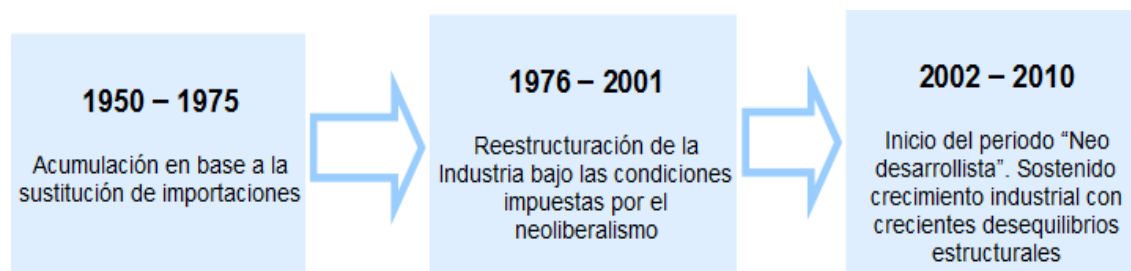 1950 – 1975
Acumulación en base a la
sustitución de importaciones
1976 – 2001
Reestructuración de la
Industria bajo las condiciones
impuestas por el
neoliberalismo
2002 – 2010
Inicio del periodo “Neo
desarrollista”. Sostenido
crecimiento industrial con
crecientes desequilibrios
estructurales